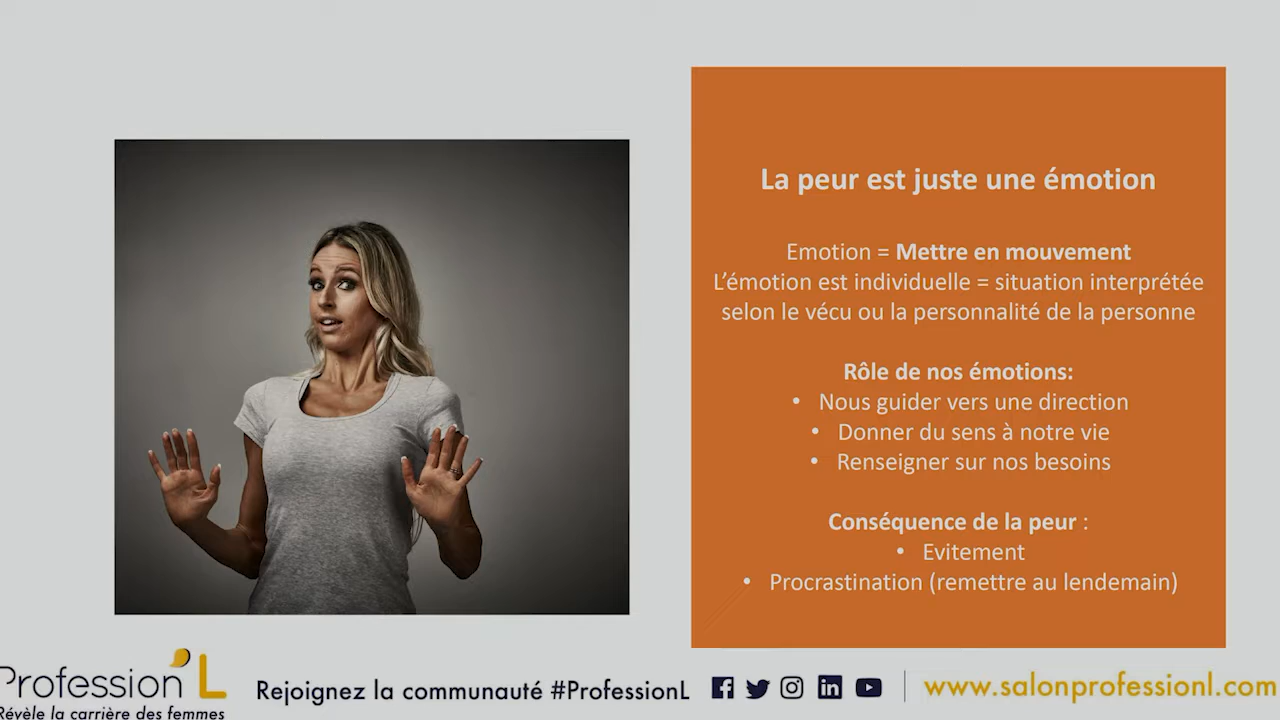 La peur est juste une émotion
Emotion = Mettre en mouvement
L'émotion est individuelle = situation interprétée
selon le vécu ou la personnalité de la personne
Rôle de nos émotions:
• Nous guider vers une direction
• Donner du sens à notre vie
• Renseigner sur nos besoins
Conséquence de la peur :
• Evitement
• Procrastination (remettre au lendemain)
Profession'L
Révèle la carrière des femmes
Rejoignez la communauté #ProfessionL
www.salonprofessionl.com